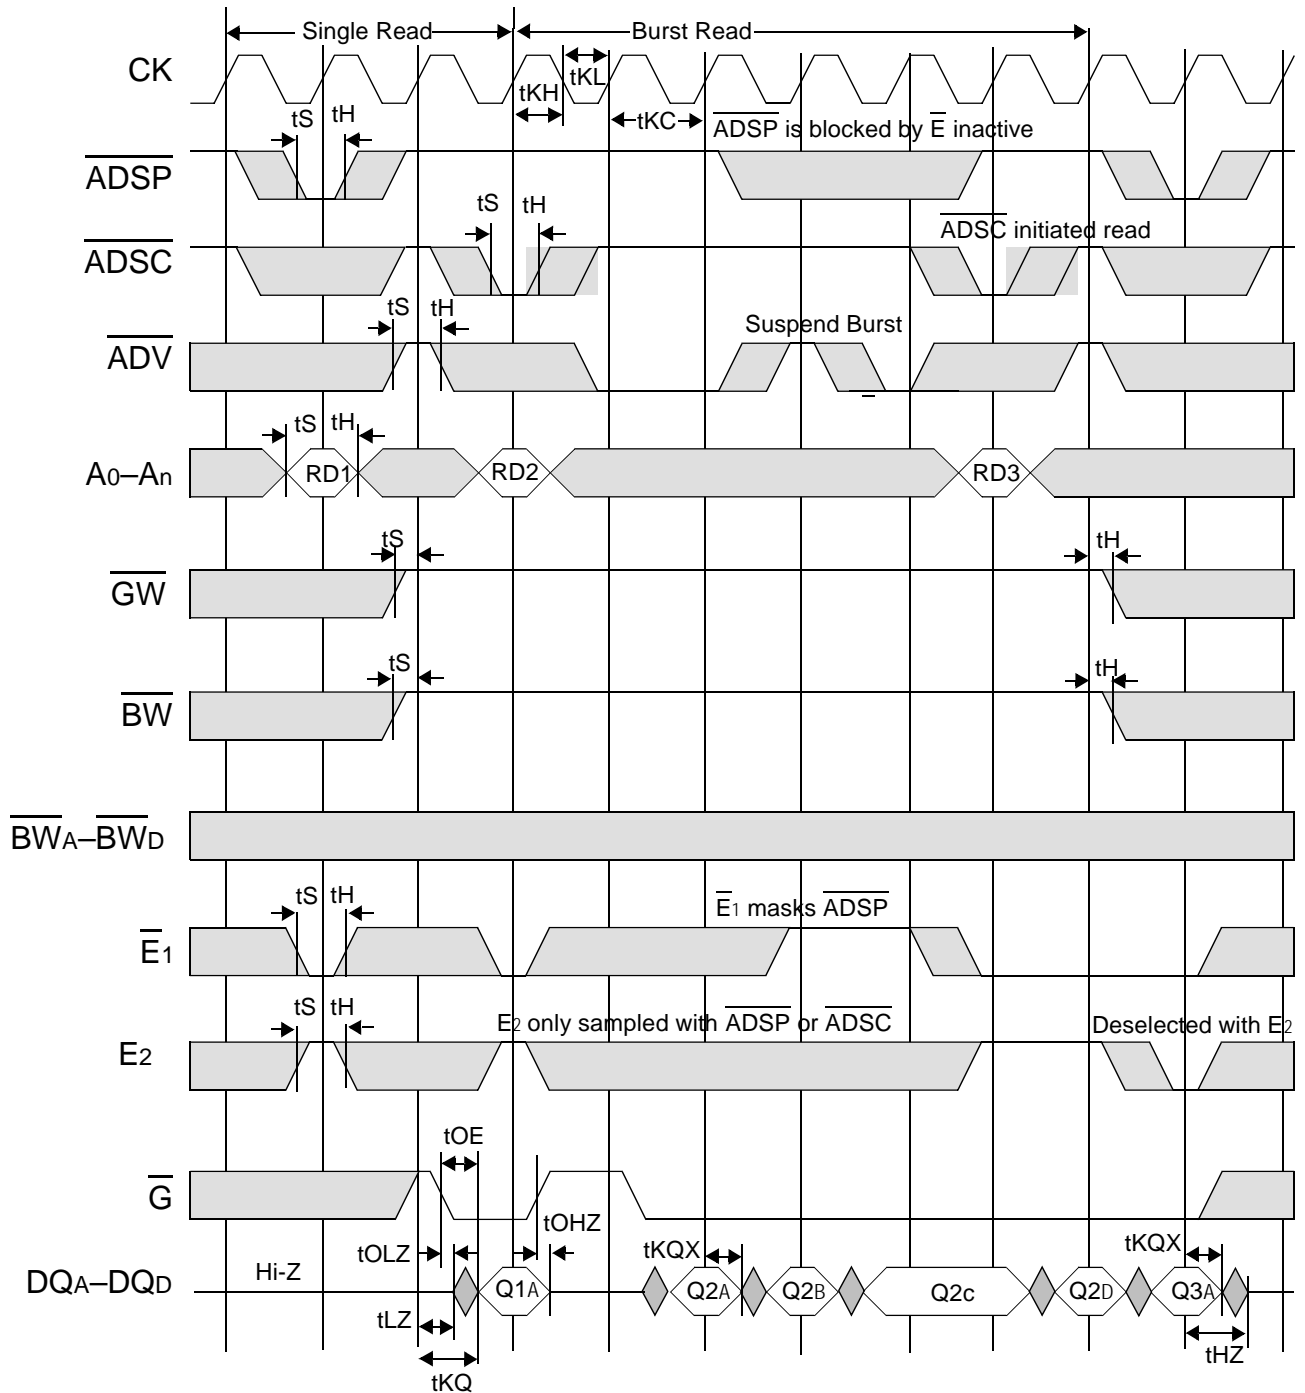 Single Read Burst Read
CK
tKL
tKH
tKC
tS tH
ADSP is blocked by E inactive
ADSP
tS tH
ADSC initiated read
ADSC
tS tH
Suspend Burst
ADV
tS tH
A0–An
RD1 RD2 RD3
tS tH
GW
tS tH
BW
BWA–BWD
tS tH
E1 masks ADSP
E1
tS tH
E2 only sampled with ADSP or ADSC
Deselected with E2
E2
tOE
G
tOHZ
tOLZ
tKQX tKQX
Hi-Z
DQA–DQD
Q1A Q2A Q2B Q2c Q2D Q3A
tLZ
tHZ
tKQ